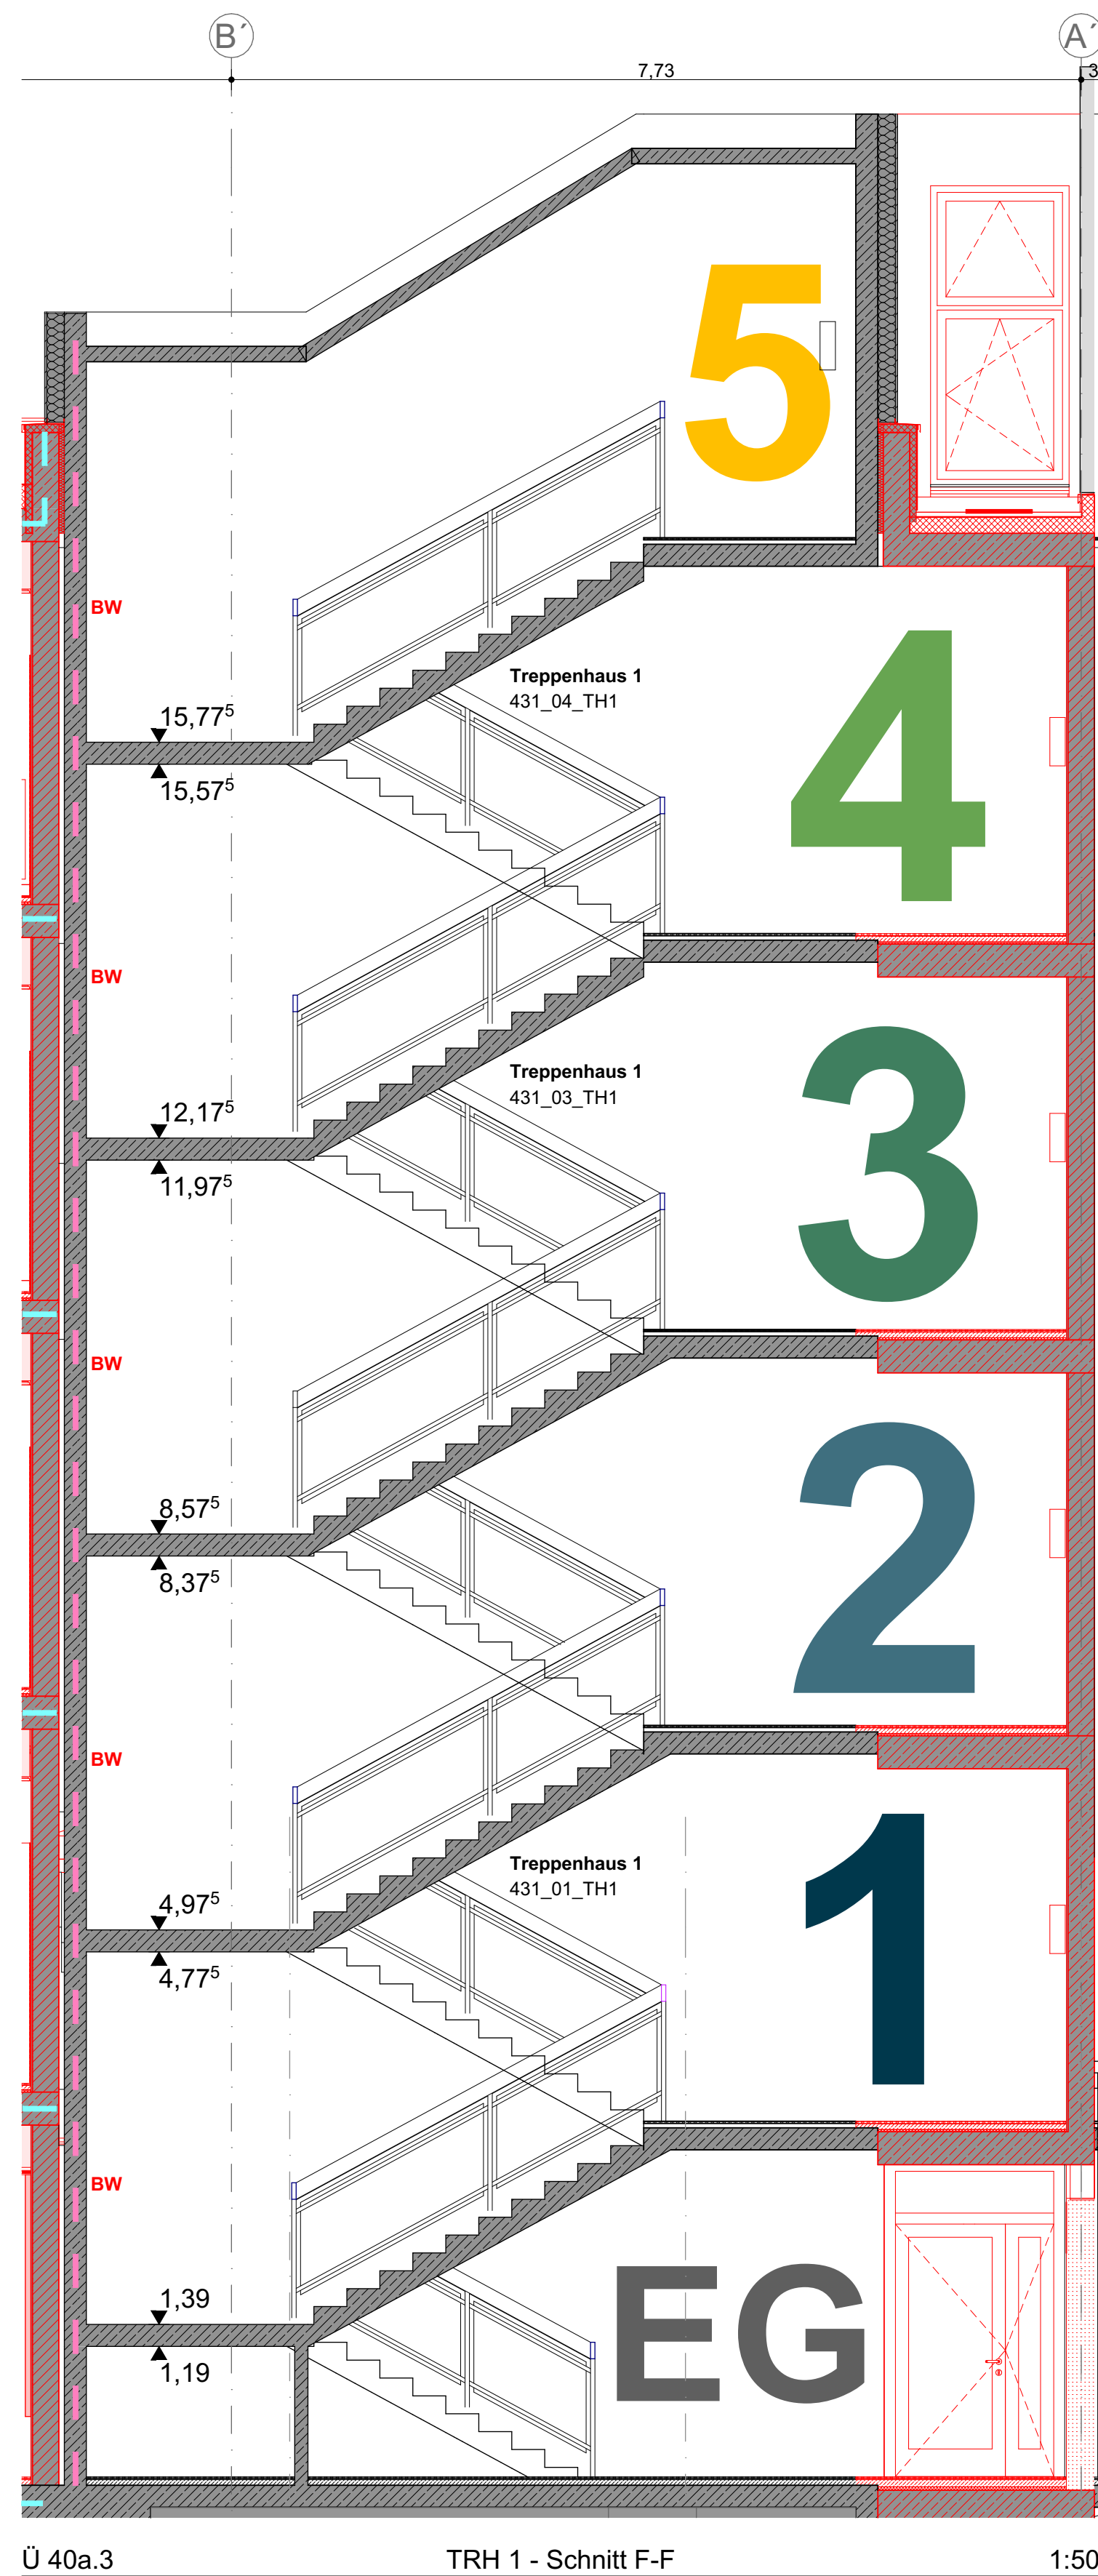 B´
A´
7,73
3
5
BW
Treppenhaus 1
431_04_TH1
4
15,77⁵
15,57⁵
BW
3
Treppenhaus 1
431_03_TH1
12,17⁵
11,97⁵
BW
2
8,57⁵
8,37⁵
BW
1
Treppenhaus 1
431_01_TH1
4,97⁵
4,77⁵
BW
EG
1,39
1,19
Ü 40a.3
TRH 1 - Schnitt F-F
1:50